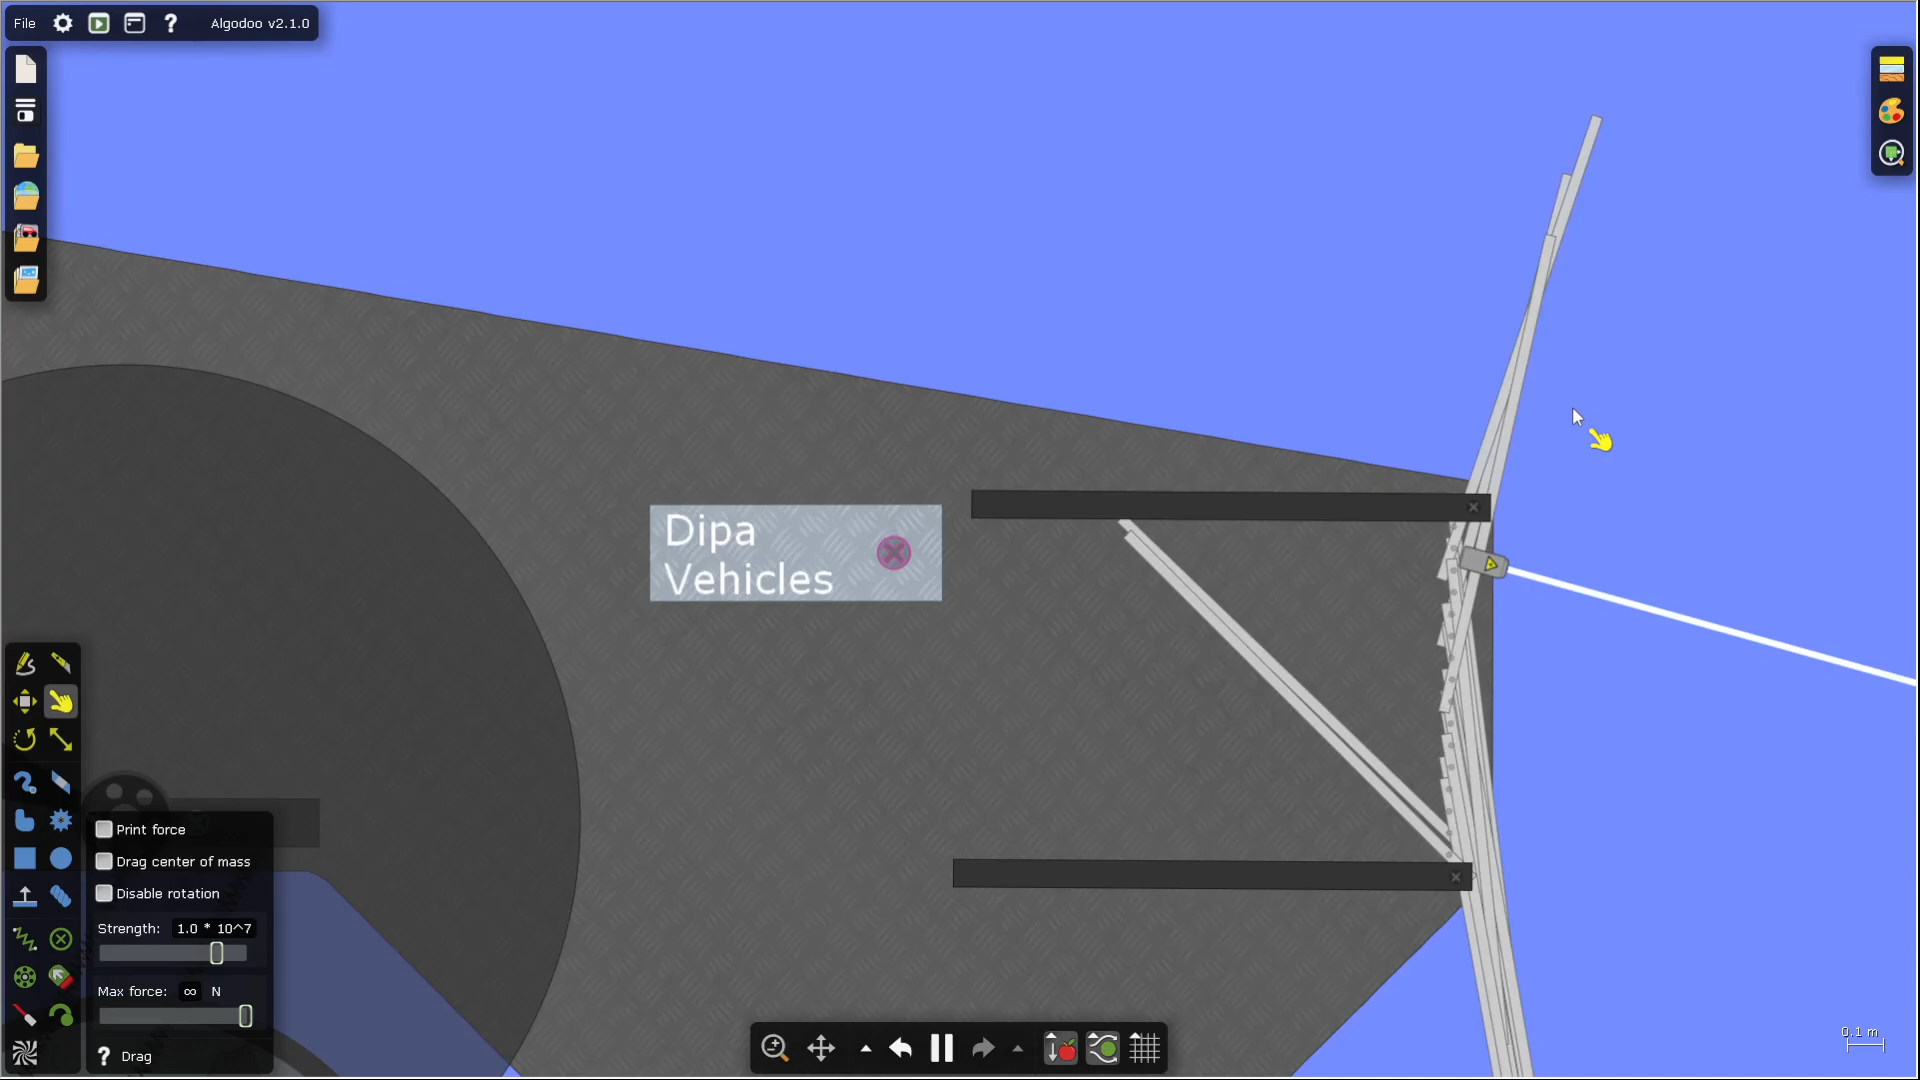 File
Algodoo v2.1.0
Dipa
Vehicles
Print force
Drag center of mass
Disable rotation
Strength: 1.0 * 10^7
Max force: ∞ N
? Drag
0.1 m